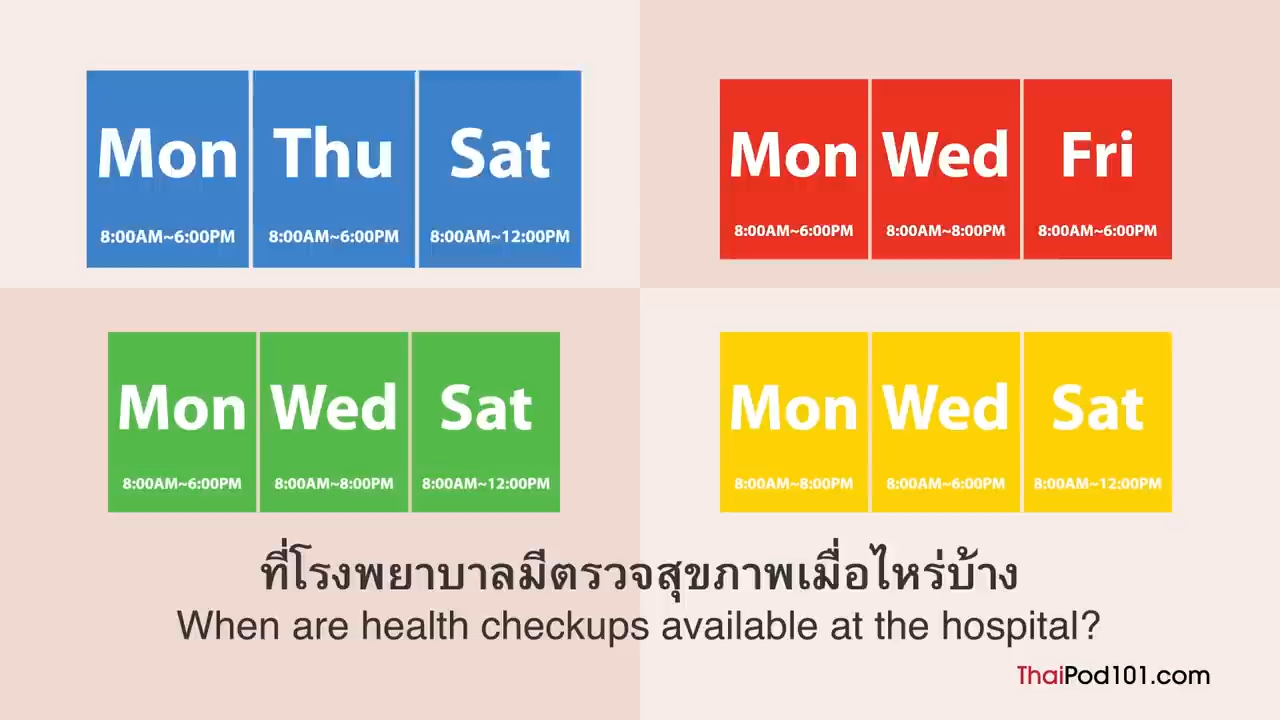 Mon Thu Sat
8:00AM~6:00PM 8:00AM~6:00PM 8:00AM~12:00PM
Mon Wed Fri
8:00AM~6:00PM 8:00AM~8:00PM 8:00AM~6:00PM
Mon Wed Sat
8:00AM~6:00PM 8:00AM~8:00PM 8:00AM~12:00PM
Mon Wed Sat
8:00AM~8:00PM 8:00AM~6:00PM 8:00AM~12:00PM
ที่โรงพยาบาลมีตรวจสุขภาพเมื่อไหร่บ้าง
When are health checkups available at the hospital?
ThaiPod101.com